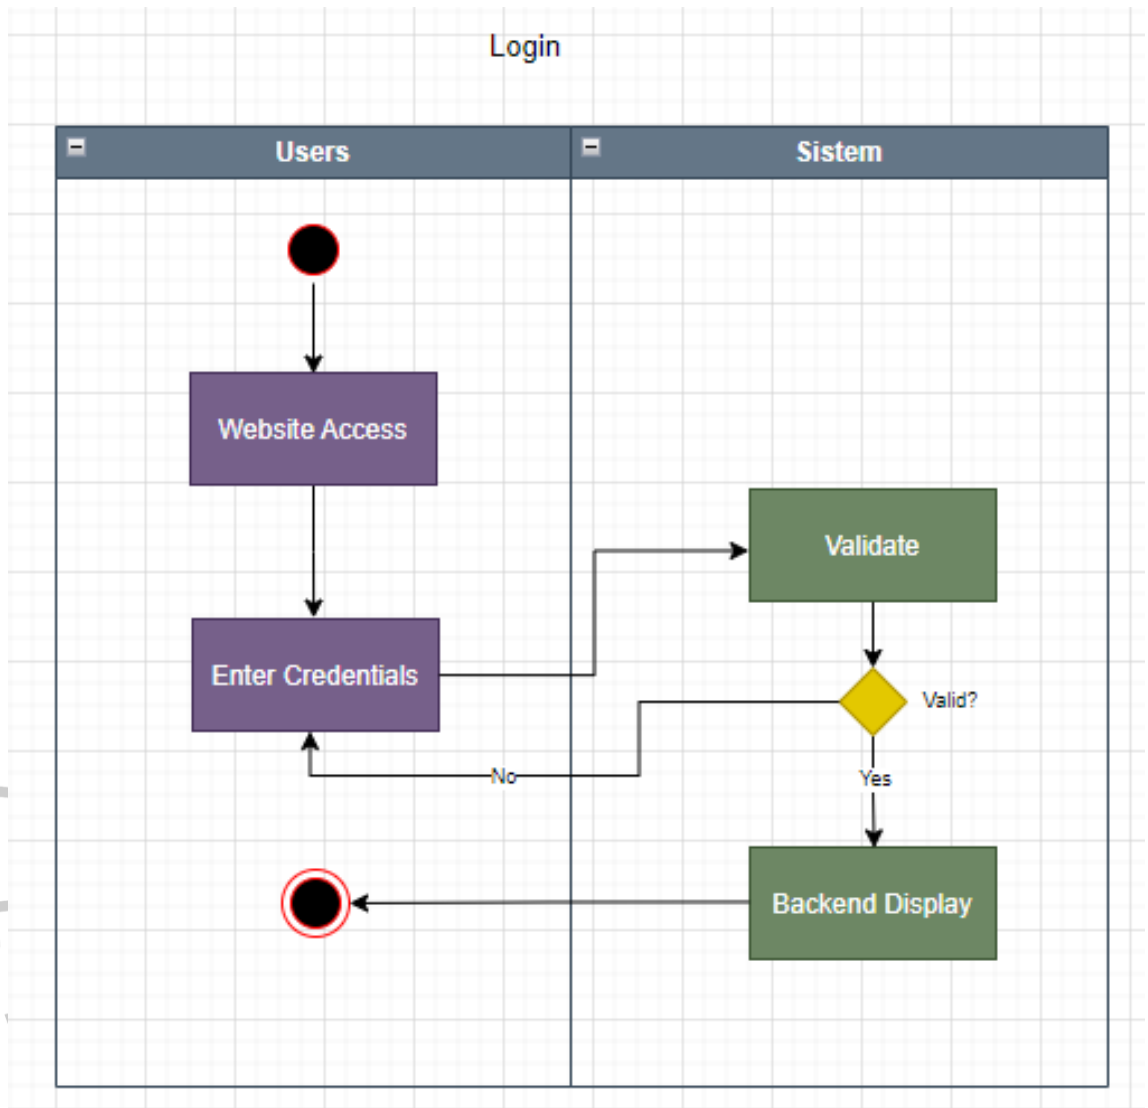 Login
Users
Sistem
Website Access
Validate
Enter Credentials
Valid?
No
Yes
Backend Display